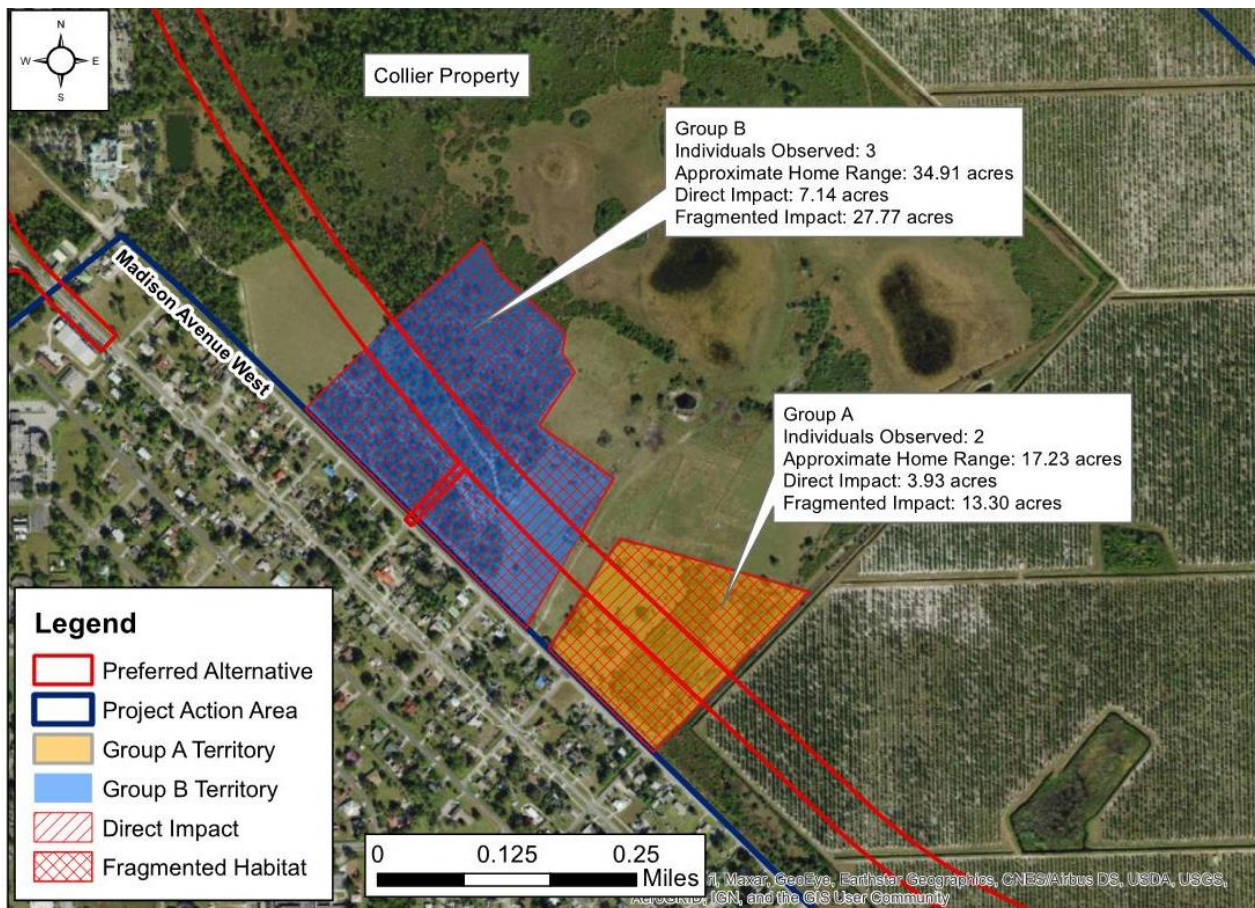 N
W E
S
Collier Property
Group B
Individuals Observed: 3
Approximate Home Range: 34.91 acres
Direct Impact: 7.14 acres
Fragmented Impact: 27.77 acres
Madison Avenue West
Group A
Individuals Observed: 2
Approximate Home Range: 17.23 acres
Direct Impact: 3.93 acres
Fragmented Impact: 13.30 acres
Legend
Preferred Alternative
Project Action Area
Group A Territory
Group B Territory
Direct Impact
Fragmented Habitat
0 0.125 0.25
Miles
Maxar, GeoEye, Earthstar Geographics, CNES/Airbus DS, USDA, USGS,
IGN, and the GIS User Community